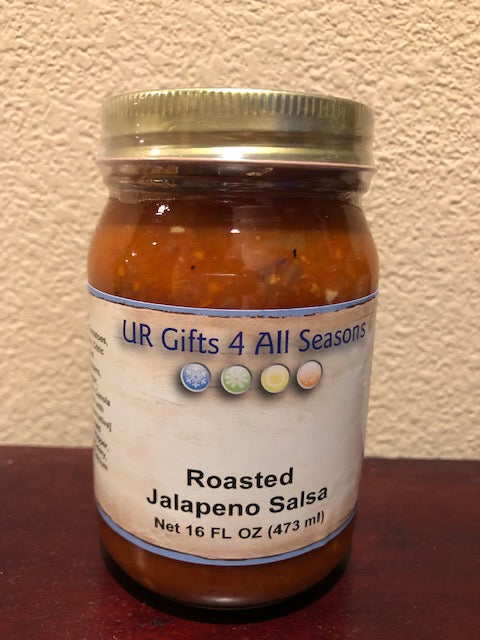 UR Gifts 4 All Seasons
Roasted
Jalapeno Salsa
Net 16 FL OZ (473 ml)